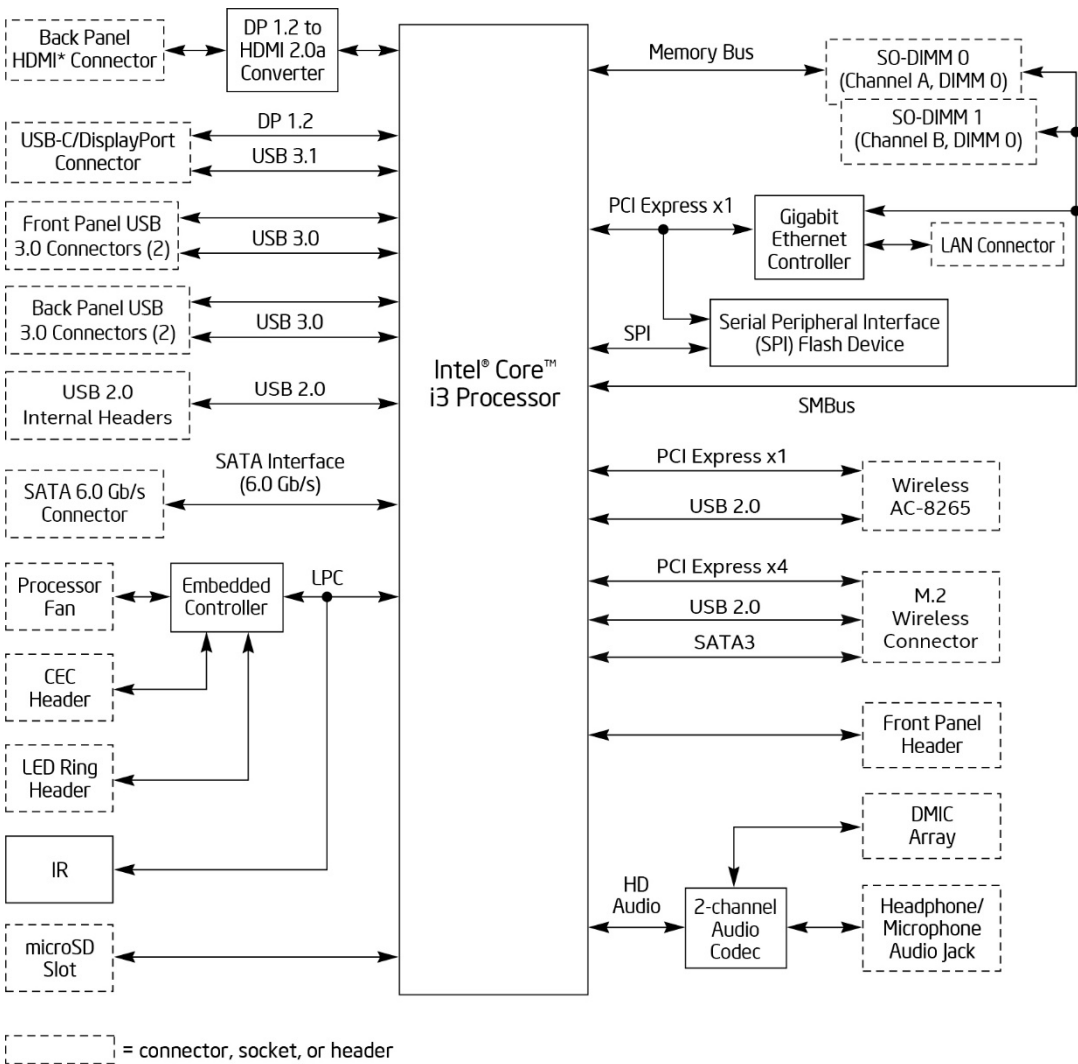 Back Panel
HDMI* Connector
DP 1.2 to
HDMI 2.0a
Converter
USB-C/DisplayPort
Connector
DP 1.2
USB 3.1
Front Panel USB
3.0 Connectors (2)
USB 3.0
Back Panel USB
3.0 Connectors (2)
USB 3.0
USB 2.0
Internal Headers
USB 2.0
SATA 6.0 Gb/s
Connector
SATA Interface
(6.0 Gb/s)
Processor
Fan
Embedded
Controller
LPC
CEC
Header
LED Ring
Header
IR
microSD
Slot
Intel® Core™
i3 Processor
Memory Bus
SO-DIMM 0
(Channel A, DIMM 0)
SO-DIMM 1
(Channel B, DIMM 0)
PCI Express x1
Gigabit
Ethernet
Controller
LAN Connector
SPI
Serial Peripheral Interface
(SPI) Flash Device
SMBus
PCI Express x1
USB 2.0
Wireless
AC-8265
PCI Express x4
USB 2.0
SATA3
M.2
Wireless
Connector
Front Panel
Header
DMIC
Array
HD
Audio
2-channel
Audio
Codec
Headphone/
Microphone
Audio Jack
= connector, socket, or header